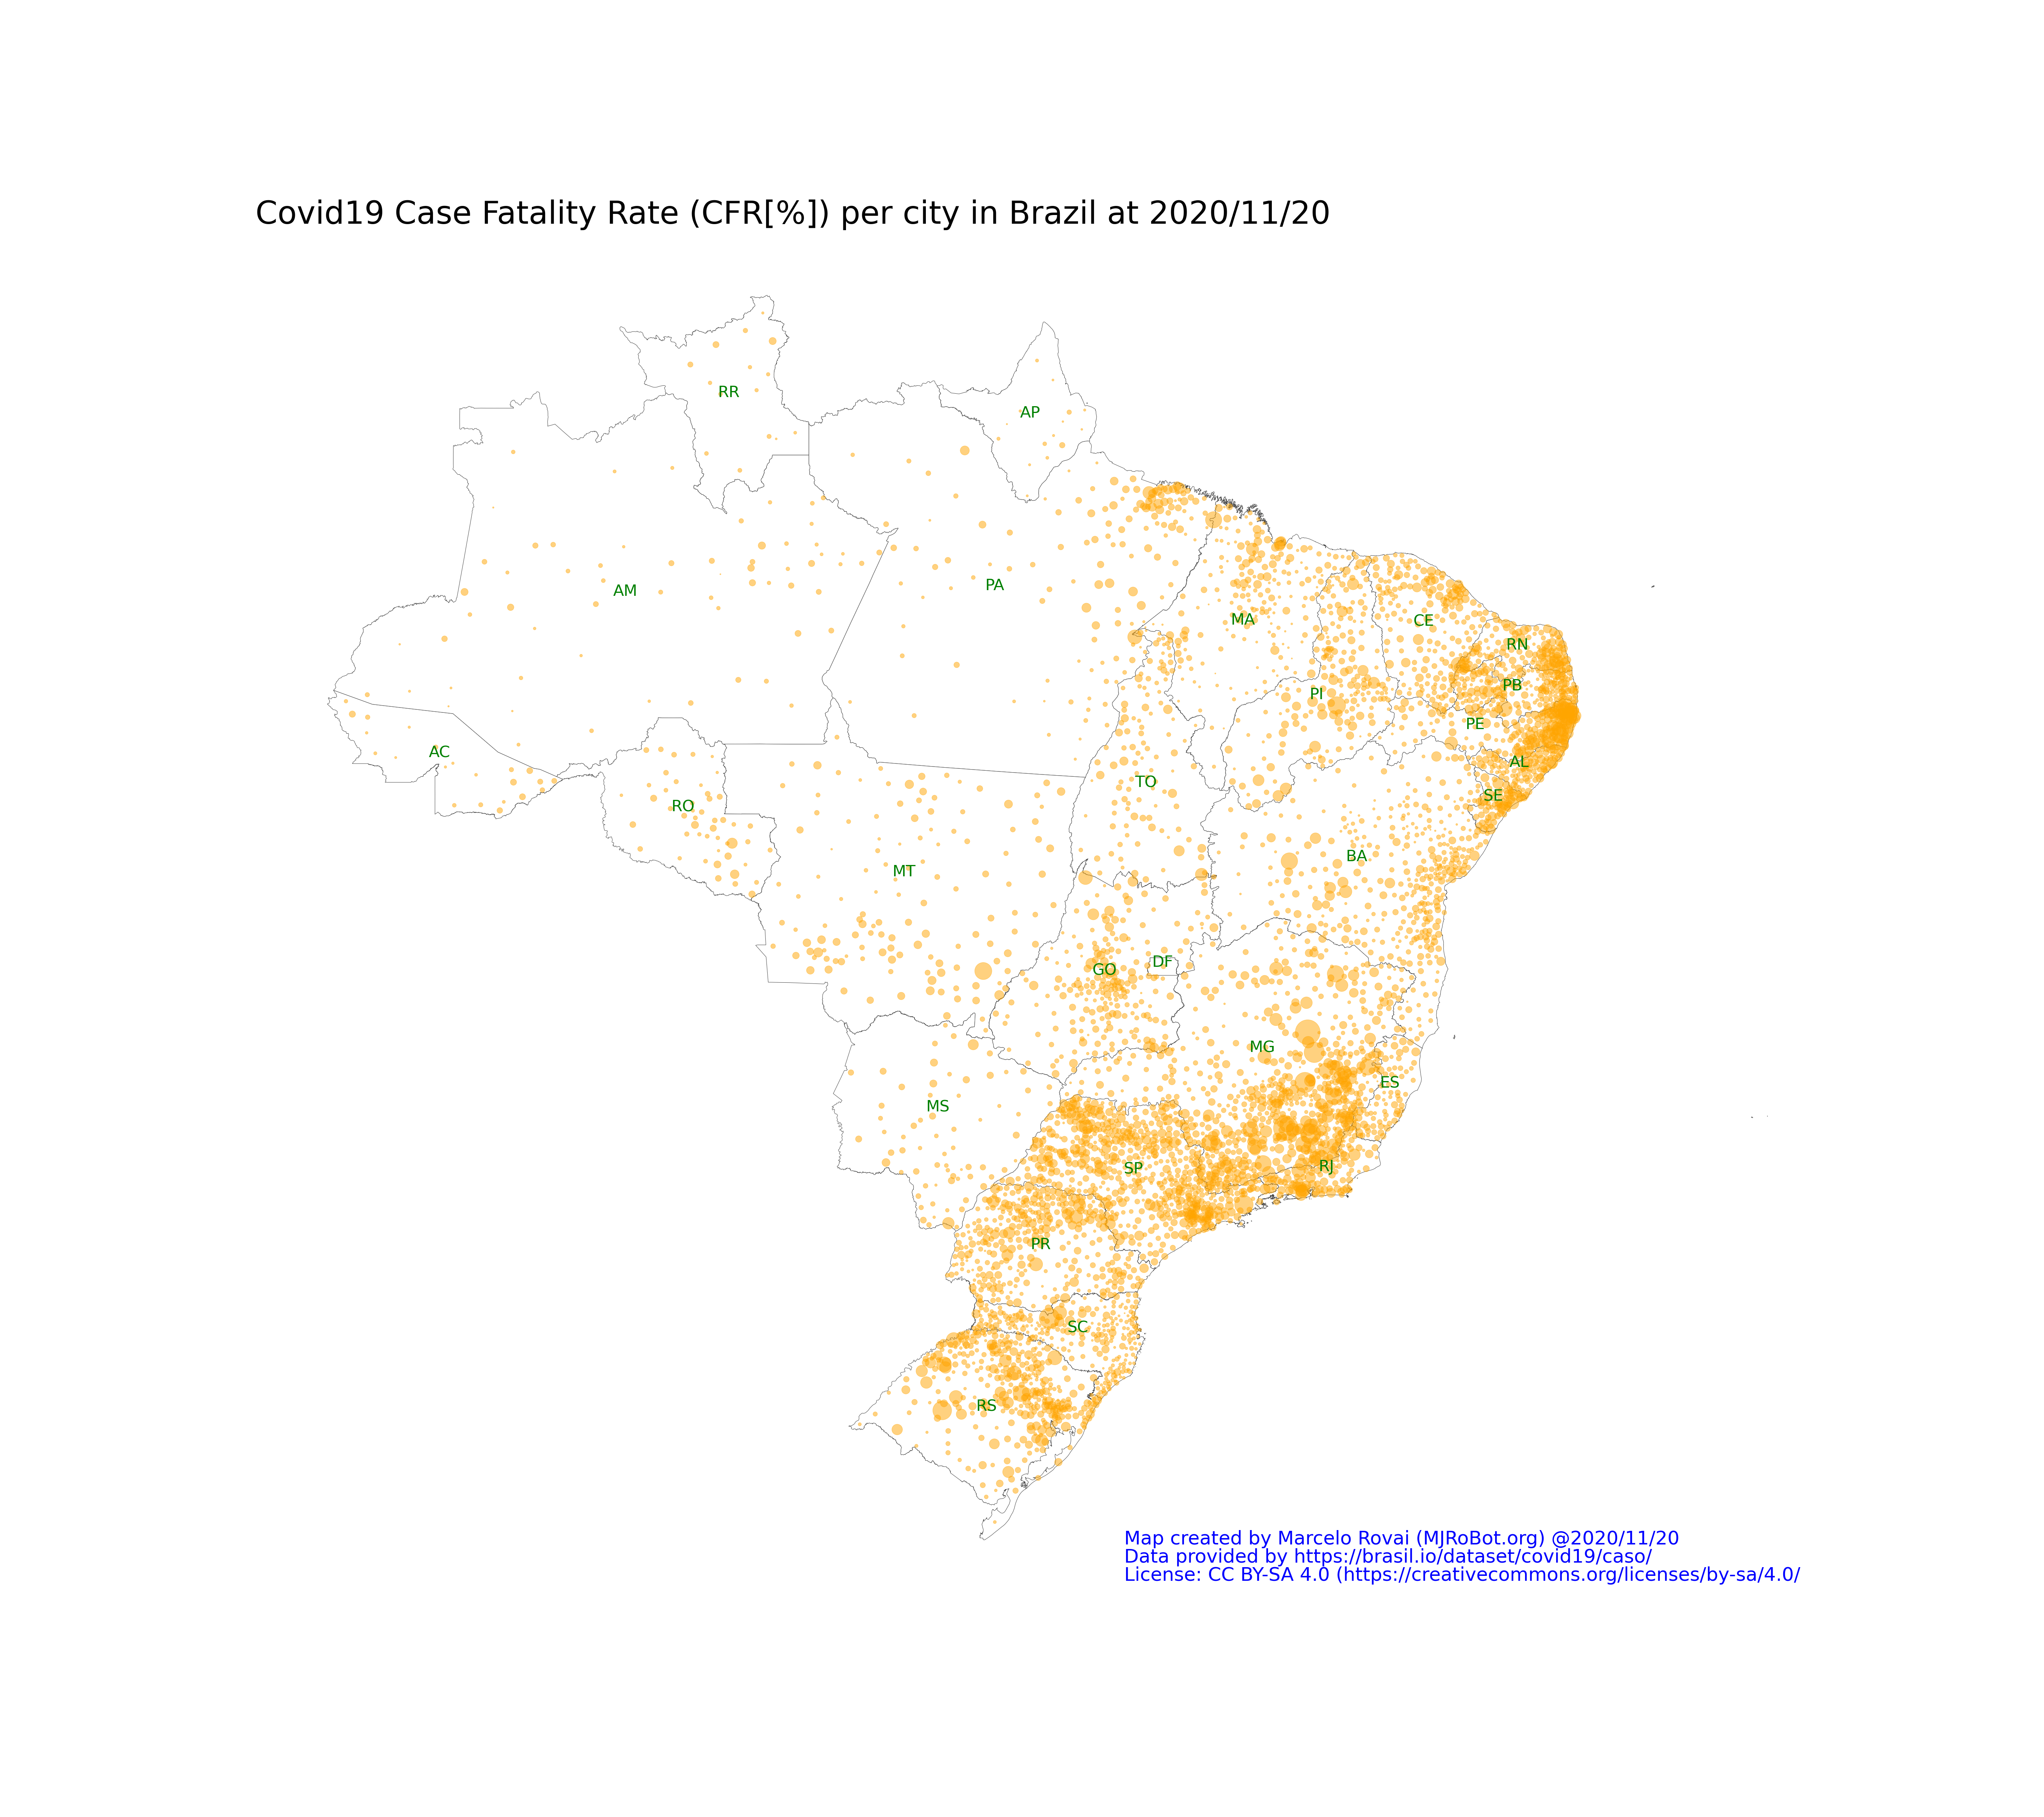 Covid19 Case Fatality Rate (CFR[%]) per city in Brazil at 2020/11/20
RR
AP
AM
PA
MA
CE
RN
PB
PI
PE
AC
AL
TO
SE
RO
BA
MT
DF
GO
MG
ES
MS
RJ
SP
PR
SC
RS
Map created by Marcelo Rovai (MJRoBot.org) @2020/11/20
Data provided by https://brasil.io/dataset/covid19/caso/
License: CC BY-SA 4.0 (https://creativecommons.org/licenses/by-sa/4.0/